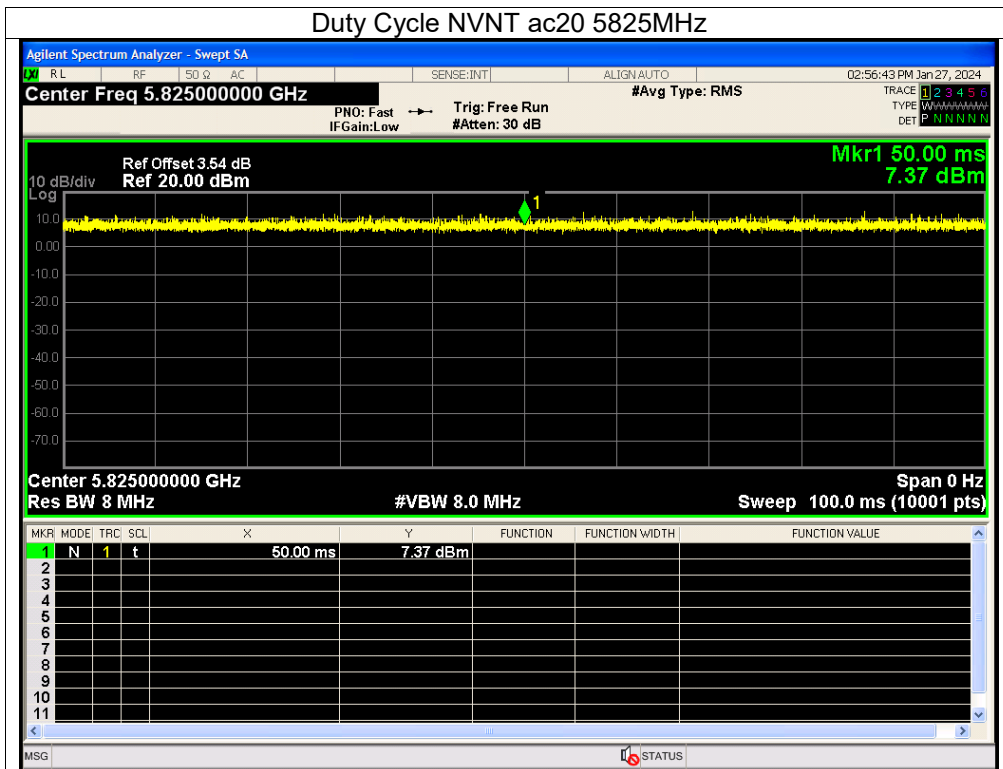 Duty Cycle NVNT ac20 5825MHz
Agilent Spectrum Analyzer - Swept SA
LXI RL RF 50 Ω AC SENSE:INT ALIGN AUTO 02:56:43 PM Jan 27, 2024
Center Freq 5.825000000 GHz #Avg Type: RMS TRACE 1 2 3 4 5 6
PNO: Fast Trig: Free Run TYPE WWWWWW
IFGain:Low #Atten: 30 dB DET P N N N N N
Mkr1 50.00 ms
Ref Offset 3.54 dB
10 dB/div Ref 20.00 dBm 7.37 dBm
Log
1
10.0
0.00
-10.0
-20.0
-30.0
-40.0
-50.0
-60.0
-70.0
Center 5.825000000 GHz Span 0 Hz
Res BW 8 MHz #VBW 8.0 MHz Sweep 100.0 ms (10001 pts)
MKR MODE TRC SCL X Y FUNCTION FUNCTION WIDTH FUNCTION VALUE
1 N 1 t 50.00 ms 7.37 dBm
2
3
4
5
6
7
8
9
10
11
MSG STATUS